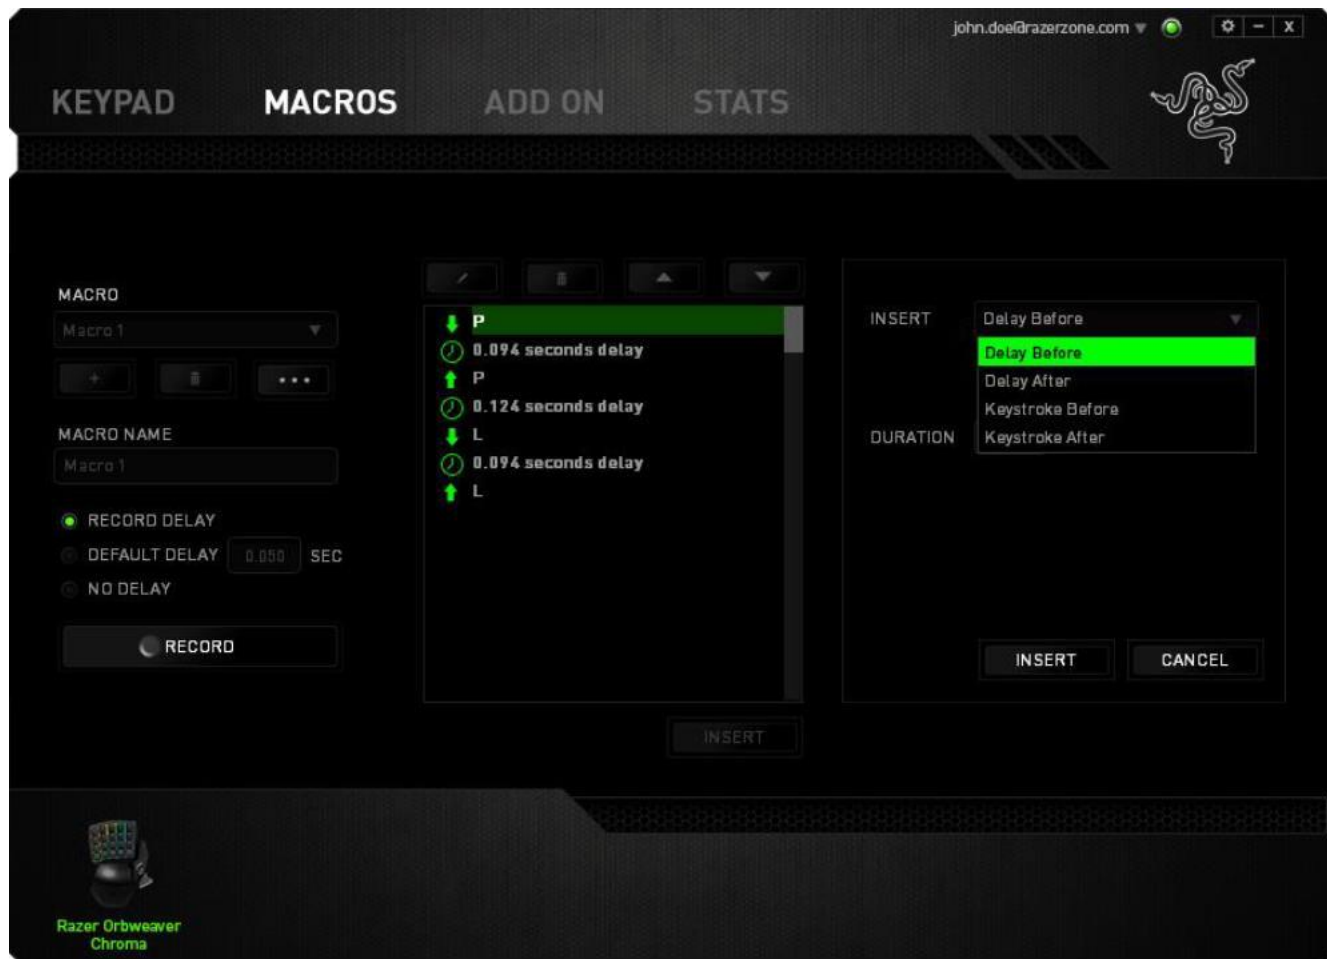 john.doe@razerzone.com
X
KEYPAD MACROS ADD ON STATS
MACRO
Macro 1
MACRO NAME
Macro 1
RECORD DELAY
DEFAULT DELAY 0.050 SEC
NO DELAY
RECORD
P
0.094 seconds delay
P
0.124 seconds delay
L
0.094 seconds delay
L
INSERT
INSERT Delay Before
Delay Before
Delay After
Keystroke Before
Keystroke After
DURATION
INSERT CANCEL
Razer Orbweaver
Chroma